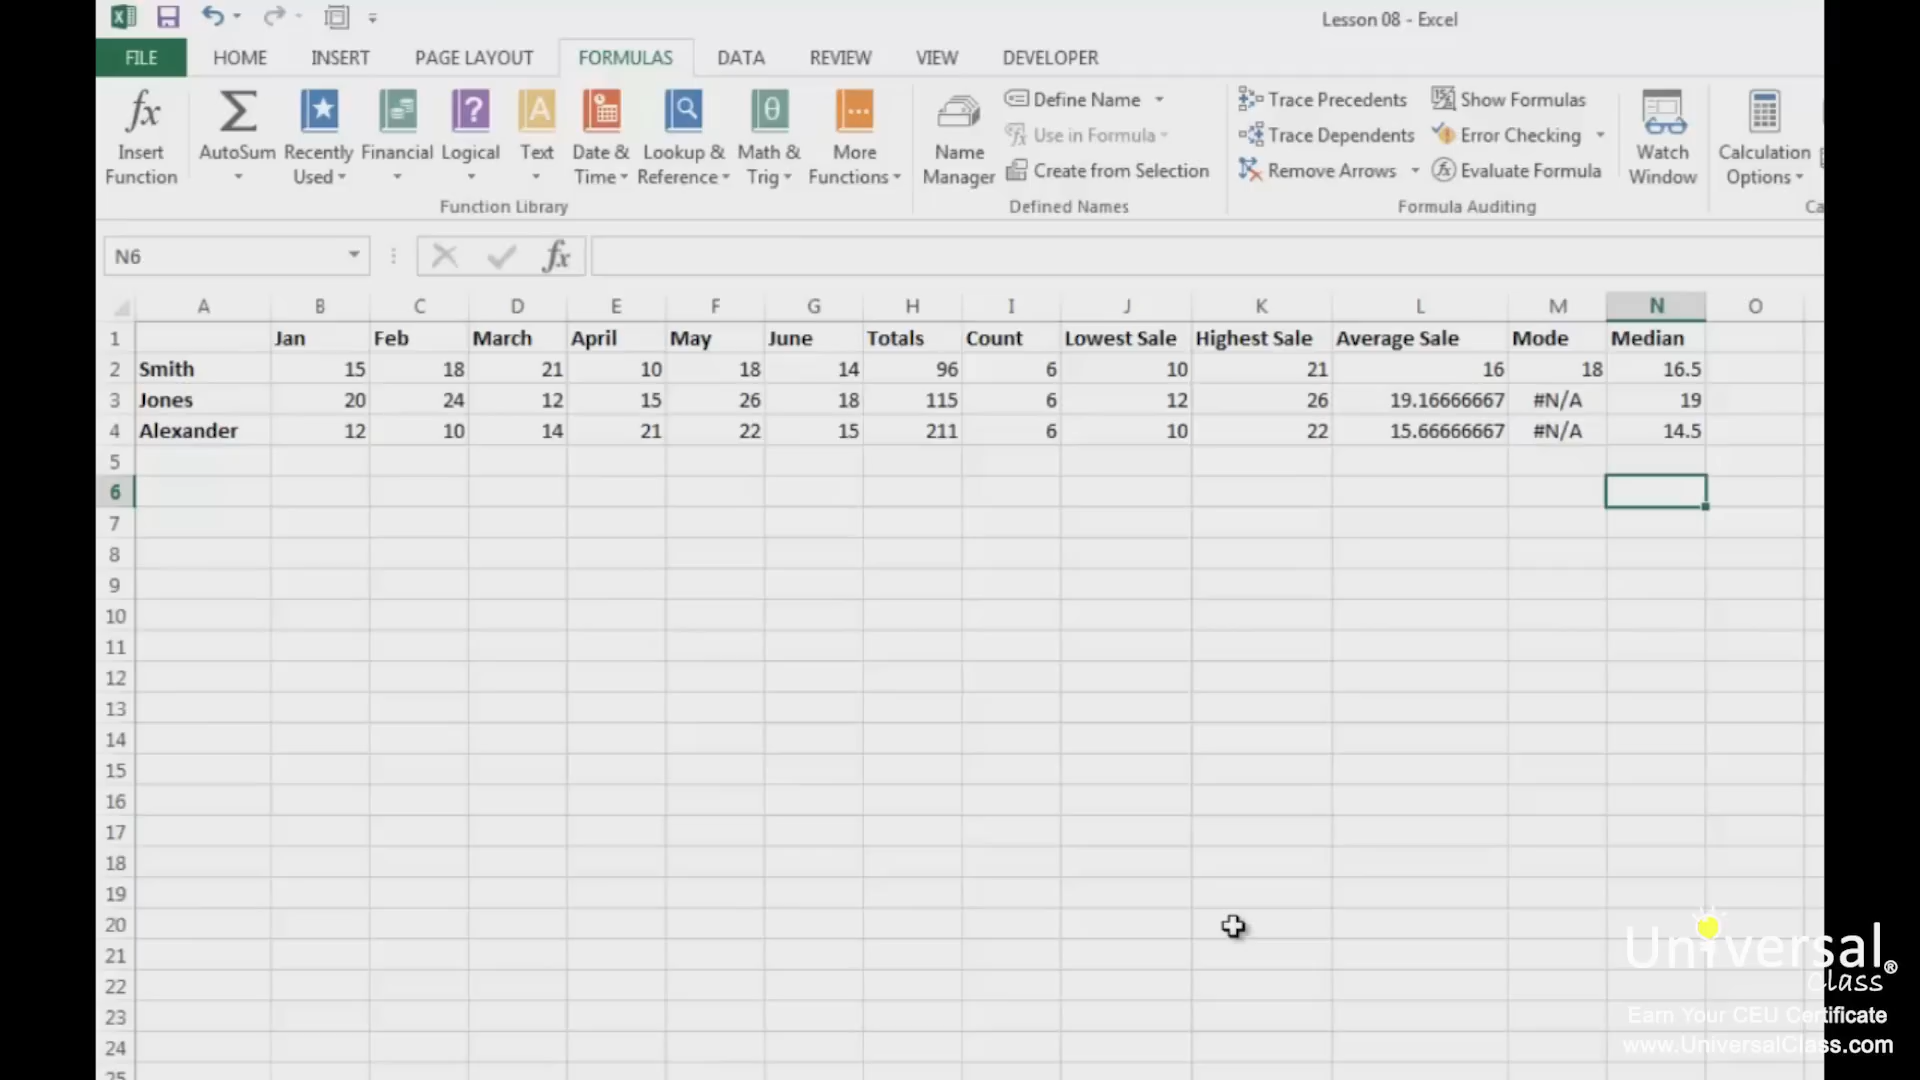 Lesson 08 - Excel
FILE HOME INSERT PAGE LAYOUT FORMULAS DATA REVIEW VIEW DEVELOPER
fx Insert Function
Σ AutoSum
Recently Used
Financial
Logical
Text
Date & Time
Lookup & Reference
Math & Trig
More Functions
Function Library
Name Manager
Define Name
Use in Formula
Create from Selection
Defined Names
Trace Precedents
Trace Dependents
Remove Arrows
Show Formulas
Error Checking
Evaluate Formula
Watch Window
Formula Auditing
Calculation Options
Ca
N6 fx
A B C D E F G H I J K L M N O
1 Jan Feb March April May June Totals Count Lowest Sale Highest Sale Average Sale Mode Median
2 Smith 15 18 21 10 18 14 96 6 10 21 16 18 16.5
3 Jones 20 24 12 15 26 18 115 6 12 26 19.16666667 #N/A 19
4 Alexander 12 10 14 21 22 15 211 6 10 22 15.66666667 #N/A 14.5
5
6
7
8
9
10
11
12
13
14
15
16
17
18
19
20
21
22
23
24
25
Universal®
Class
Earn Your CEU Certificate
www.UniversalClass.com